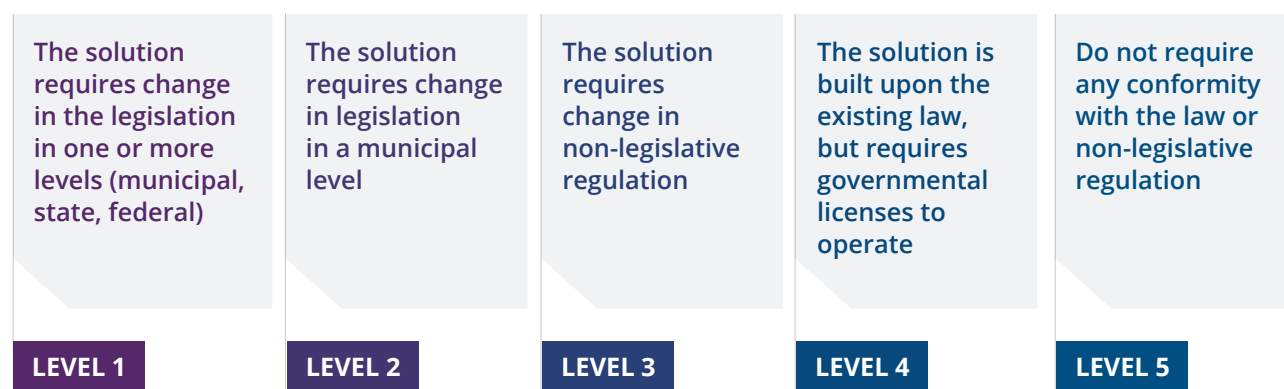 The solution
requires change
in the legislation
in one or more
levels (municipal,
state, federal)
LEVEL 1
The solution
requires change
in legislation
in a municipal
level
LEVEL 2
The solution
requires
change in
non-legislative
regulation
LEVEL 3
The solution is
built upon the
existing law,
but requires
governmental
licenses to
operate
LEVEL 4
Do not require
any conformity
with the law or
non-legislative
regulation
LEVEL 5